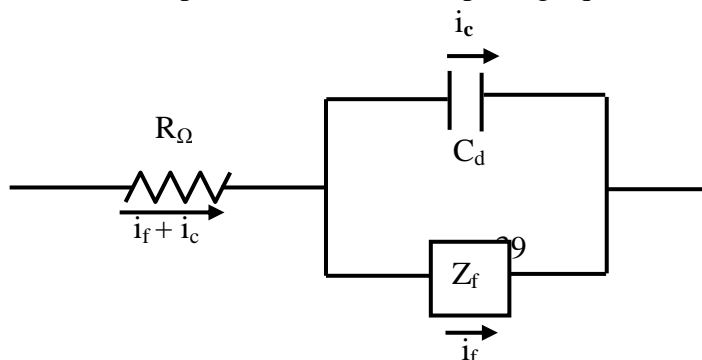 i_c
R_Ω
C_d
i_f + i_c
Z_f
i_f